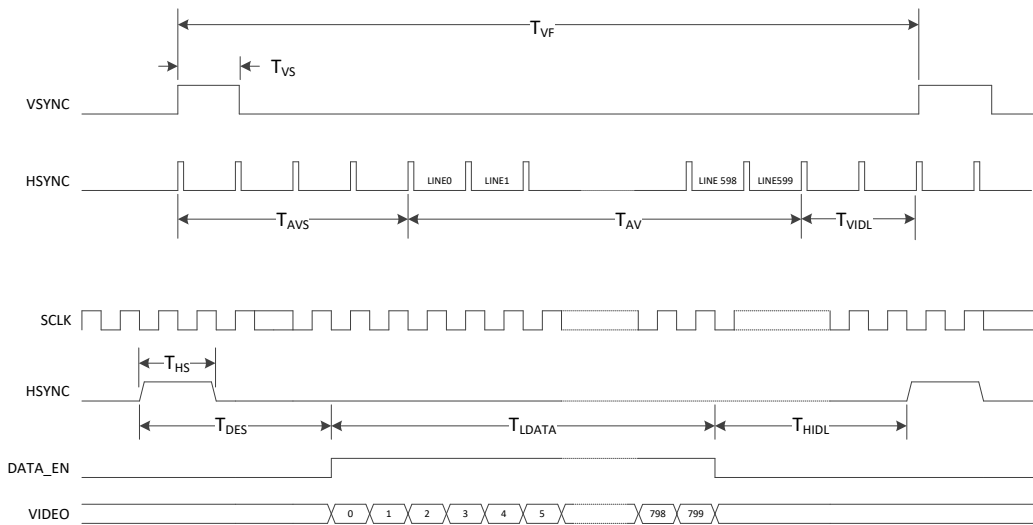 TVF
TVS
VSYNC
HSYNC
LINE0 LINE1 LINE 598 LINE599
TAVS TAV TVIDL
SCLK
THS
HSYNC
TDES TLDATA THIDL
DATA_EN
VIDEO 0 1 2 3 4 5 798 799